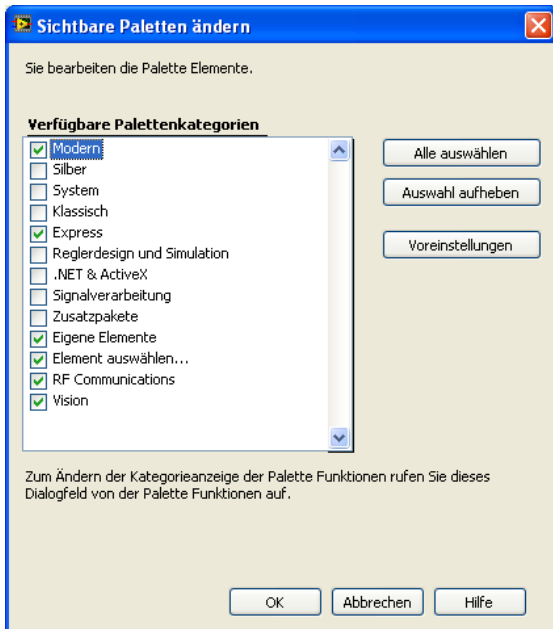 Sichtbare Paletten ändern
Sie bearbeiten die Palette Elemente.
Verfügbare Palettenkategorien
Modern
Silber
System
Klassisch
Express
Reglerdesign und Simulation
.NET & ActiveX
Signalverarbeitung
Zusatzpakete
Eigene Elemente
Element auswählen...
RF Communications
Vision
Alle auswählen
Auswahl aufheben
Voreinstellungen
Zum Ändern der Kategorieanzeige der Palette Funktionen rufen Sie dieses
Dialogfeld von der Palette Funktionen auf.
OK Abbrechen Hilfe